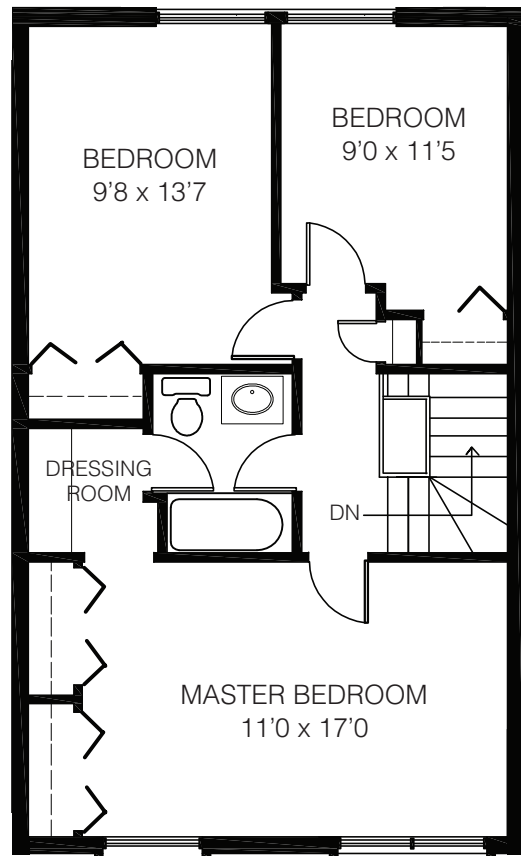 BEDROOM
9'0 x 11'5
BEDROOM
9'8 x 13'7
DRESSING
ROOM
DN
MASTER BEDROOM
11'0 x 17'0